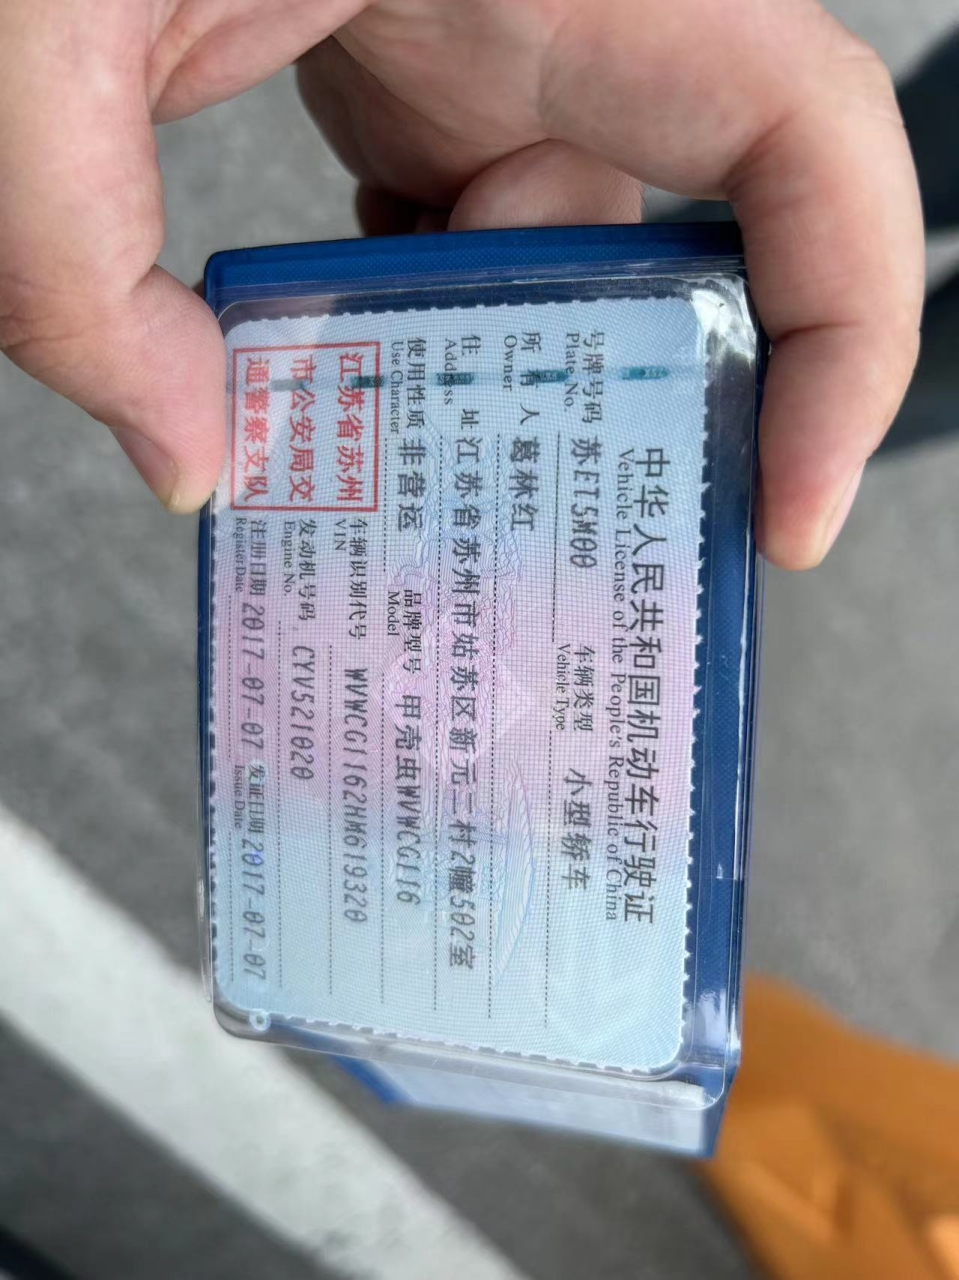 中华人民共和国机动车行驶证
Vehicle License of the People's Republic of China
号牌号码 苏ET5M00 车辆类型 小型轿车
Plate No. Vehicle Type
所有人 葛林红
Owner
住址 江苏省苏州市姑苏区新元二村2幢502室
Address
使用性质 非营运 品牌型号 甲壳虫WVWCG116
Use Character Model
江苏省苏州
市公安局交
通警察支队
车辆识别代号 WVWCG1162HM619320
VIN
发动机号码 CYV521020
Engine No.
注册日期 2017-07-07 发证日期 2017-07-07
Register Date Issue Date